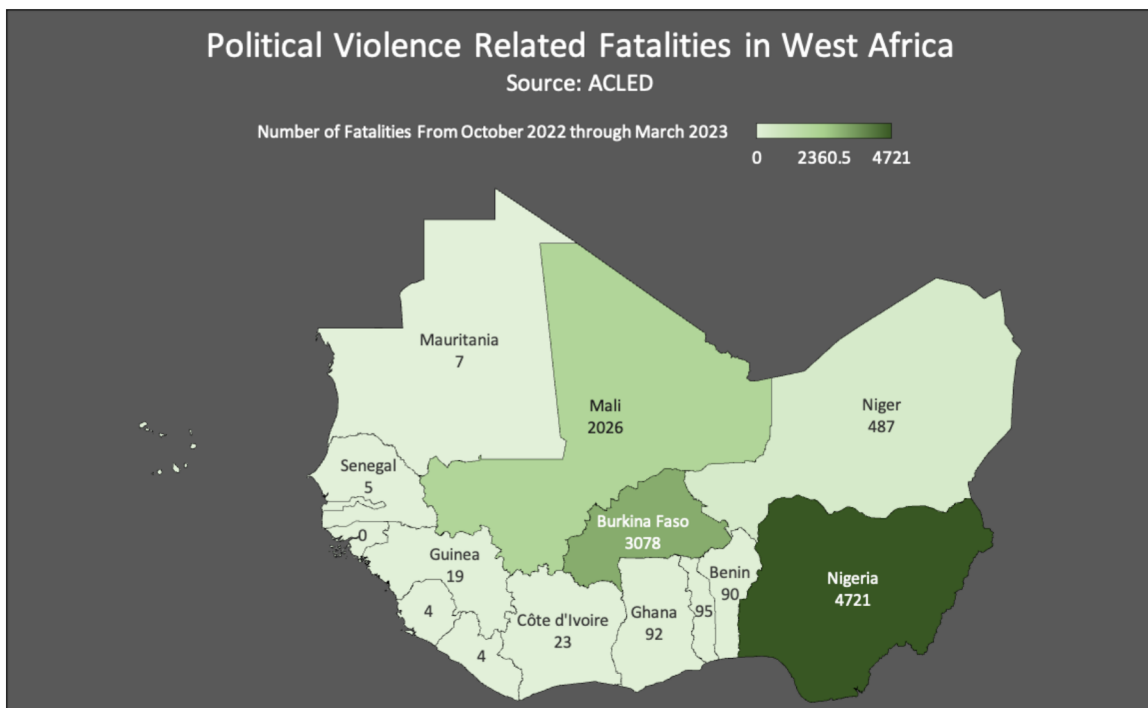 Political Violence Related Fatalities in West Africa
Source: ACLED
Number of Fatalities From October 2022 through March 2023
0 2360.5 4721
Mauritania
7
Mali
2026
Niger
487
Senegal
5
0
Burkina Faso
3078
Guinea
19
Benin
90
Nigeria
4721
4
Côte d'Ivoire
23
Ghana
92
95
4